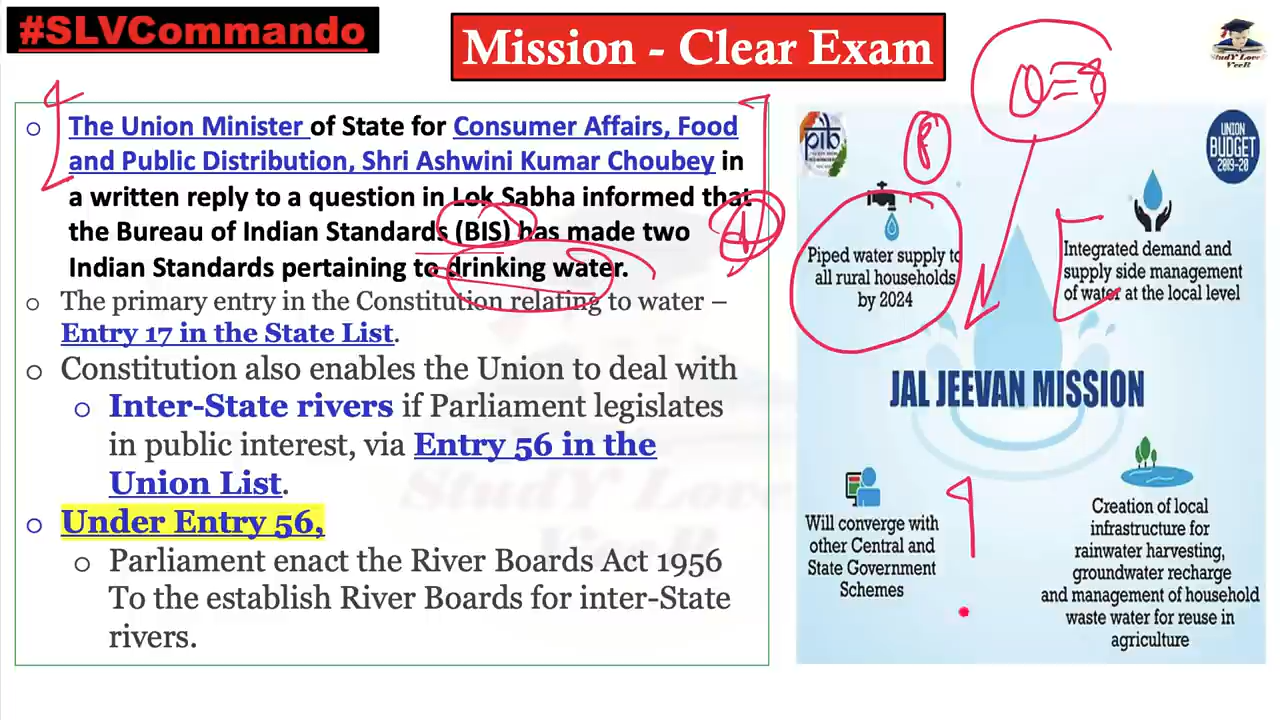 #SLVCommando
Mission - Clear Exam
StudY Lover
VeeR
The Union Minister of State for Consumer Affairs, Food
and Public Distribution, Shri Ashwini Kumar Choubey in
a written reply to a question in Lok Sabha informed that
the Bureau of Indian Standards (BIS) has made two
Indian Standards pertaining to drinking water.
The primary entry in the Constitution relating to water –
Entry 17 in the State List.
Constitution also enables the Union to deal with
Inter-State rivers if Parliament legislates
in public interest, via Entry 56 in the
Union List.
Under Entry 56,
Parliament enact the River Boards Act 1956
To the establish River Boards for inter-State
rivers.
StudY Lover
VeeR
pib
UNION
BUDGET
2019-20
Piped water supply to
all rural households
by 2024
Integrated demand and
supply side management
of water at the local level
JAL JEEVAN MISSION
Will converge with
other Central and
State Government
Schemes
Creation of local
infrastructure for
rainwater harvesting,
groundwater recharge
and management of household
waste water for reuse in
agriculture